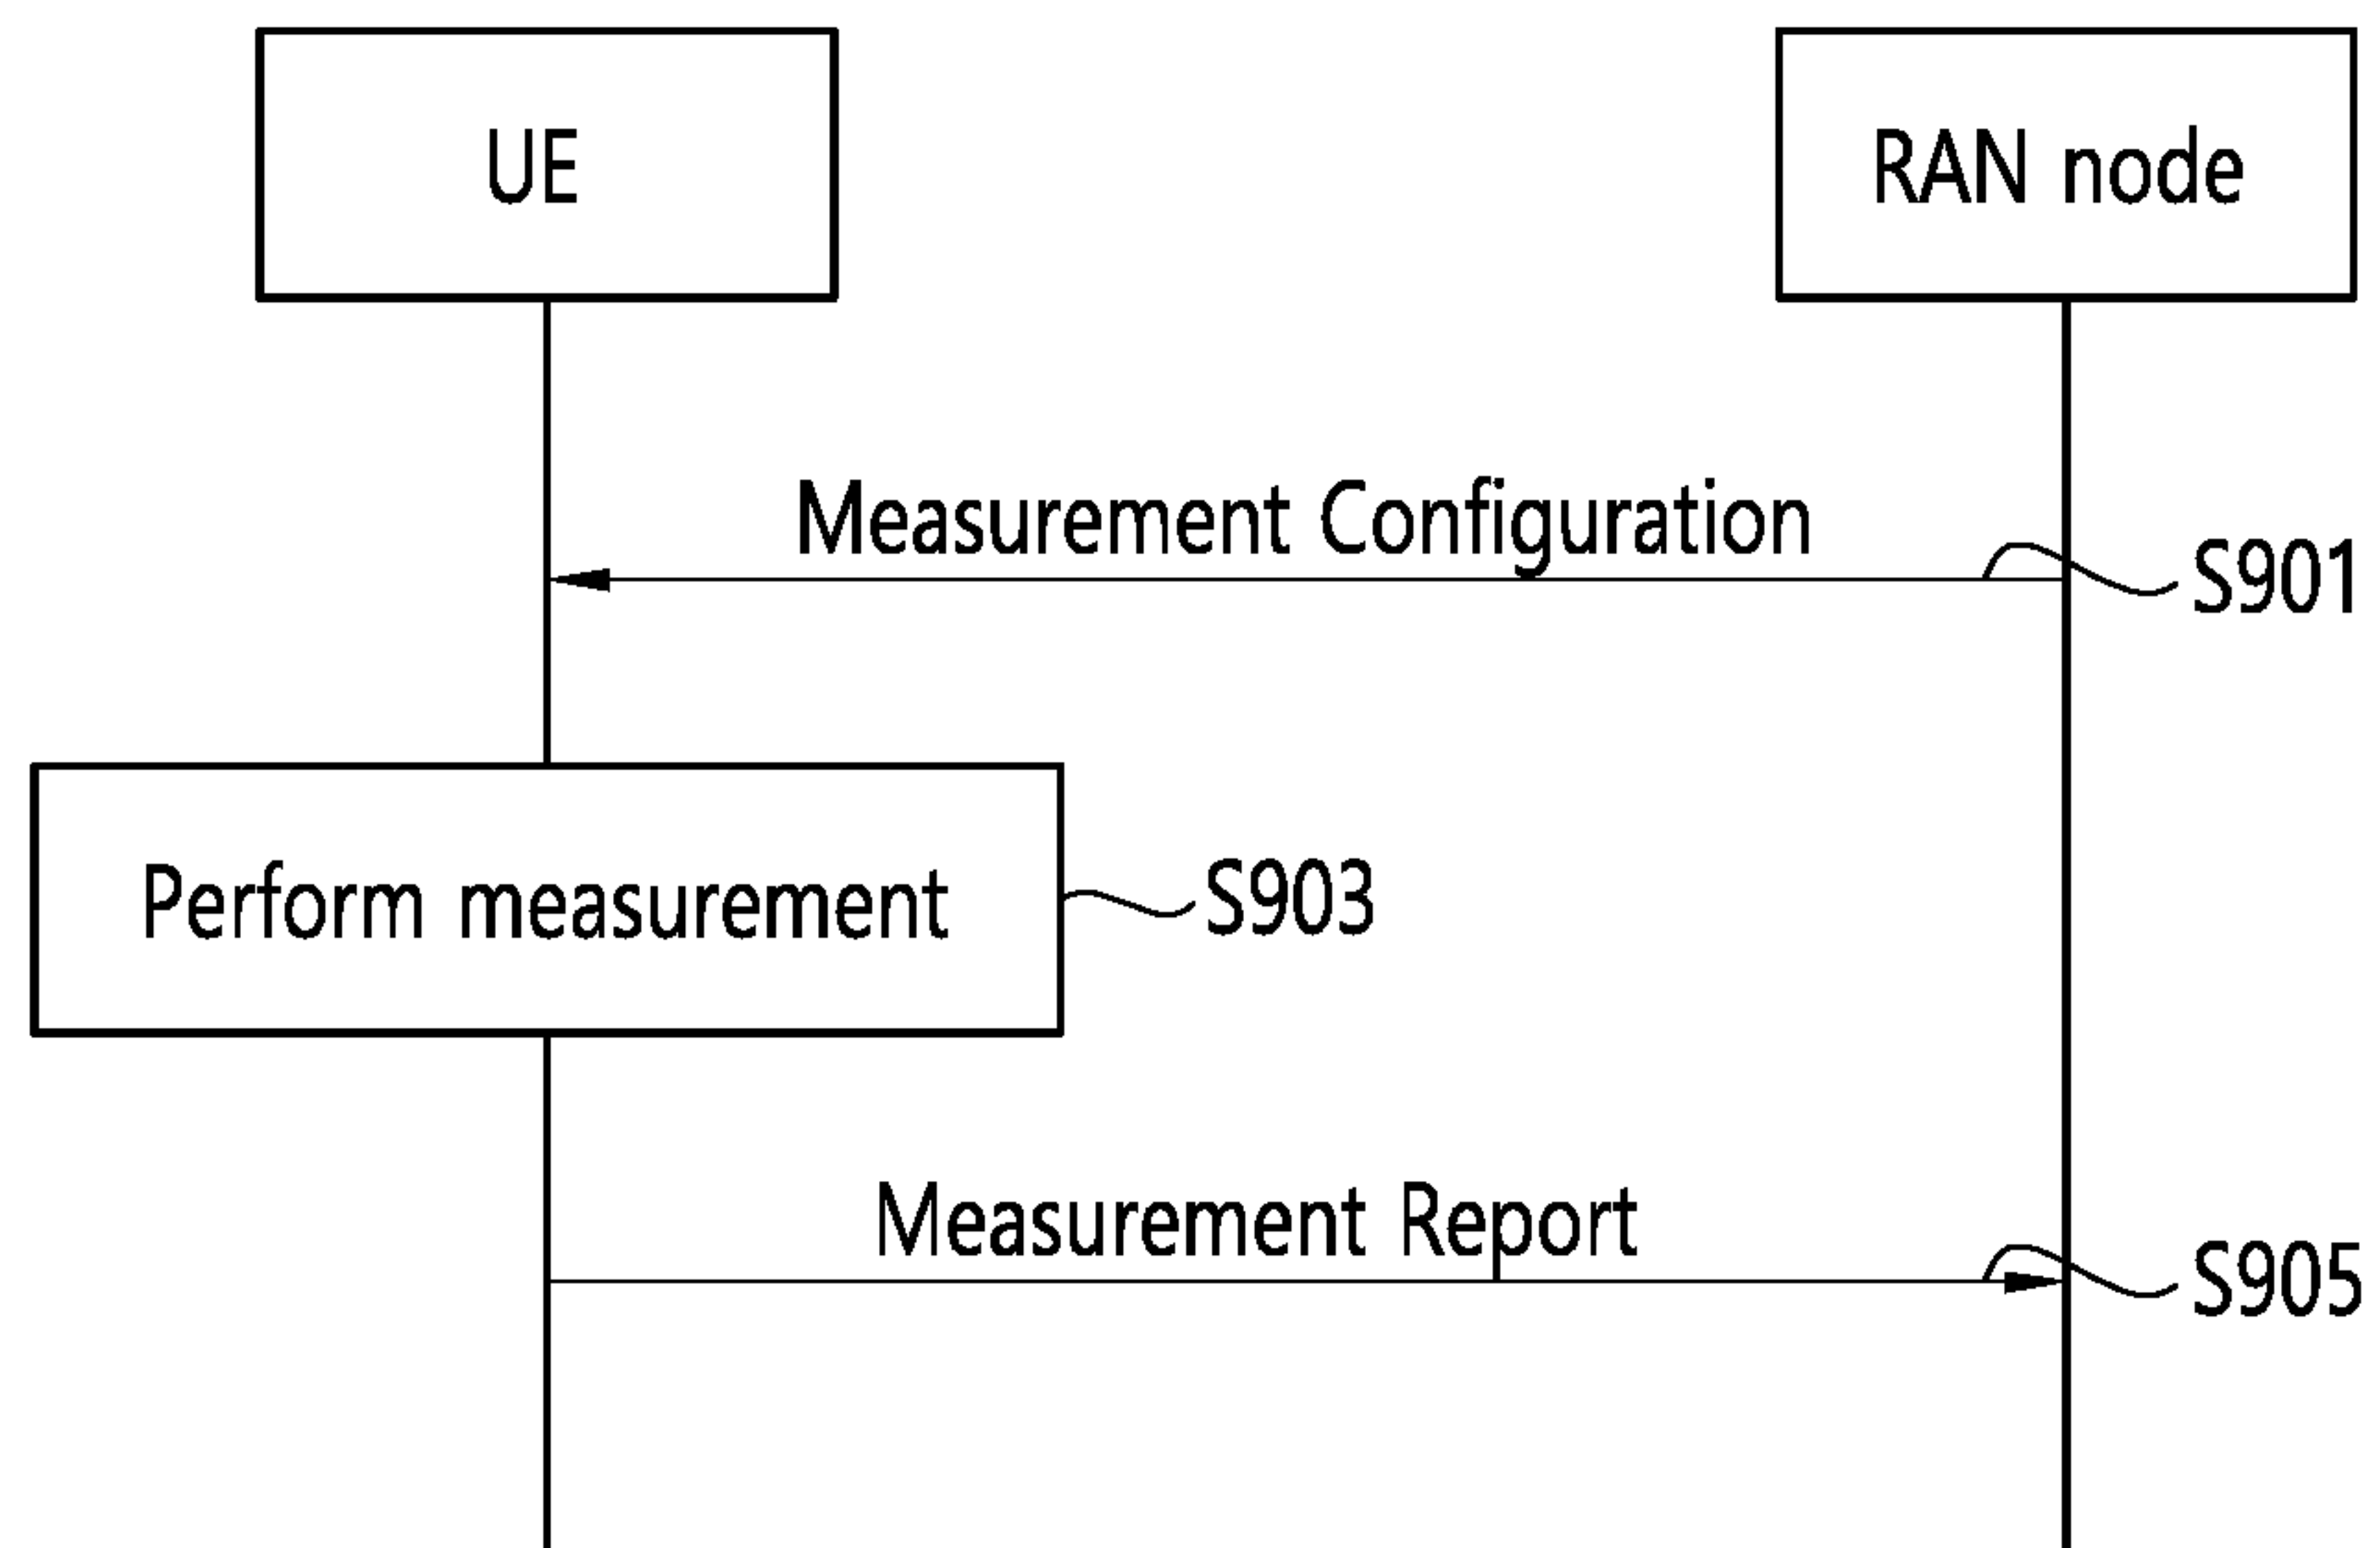 UE
RAN node
Measurement Configuration
S901
Perform measurement
S903
Measurement Report
S905